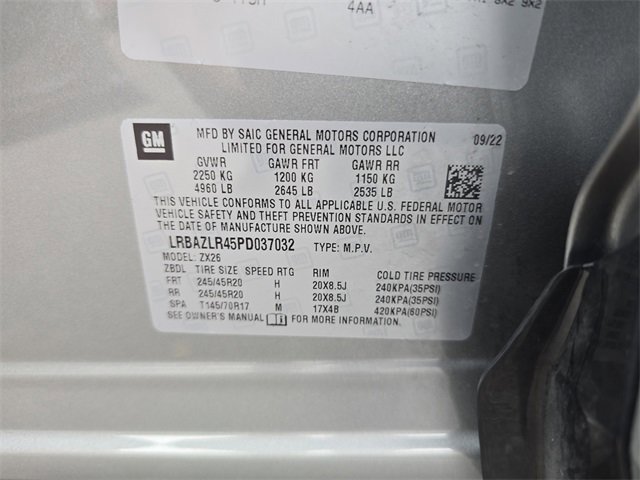 4AA
GM
MFD BY SAIC GENERAL MOTORS CORPORATION
LIMITED FOR GENERAL MOTORS LLC
09/22
GVWR GAWR FRT GAWR RR
2250 KG 1200 KG 1150 KG
4960 LB 2645 LB 2535 LB
THIS VEHICLE CONFORMS TO ALL APPLICABLE U.S. FEDERAL MOTOR
VEHICLE SAFETY AND THEFT PREVENTION STANDARDS IN EFFECT ON
THE DATE OF MANUFACTURE SHOWN ABOVE.
LRBAZLR45PD037032 TYPE: M.P.V.
MODEL: ZX26
ZBDL TIRE SIZE SPEED RTG RIM COLD TIRE PRESSURE
FRT 245/45R20 H 20X8.5J 240KPA(35PSI)
RR 245/45R20 H 20X8.5J 240KPA(35PSI)
SPA T145/70R17 M 17X4B 420KPA(60PSI)
SEE OWNER'S MANUAL FOR MORE INFORMATION.